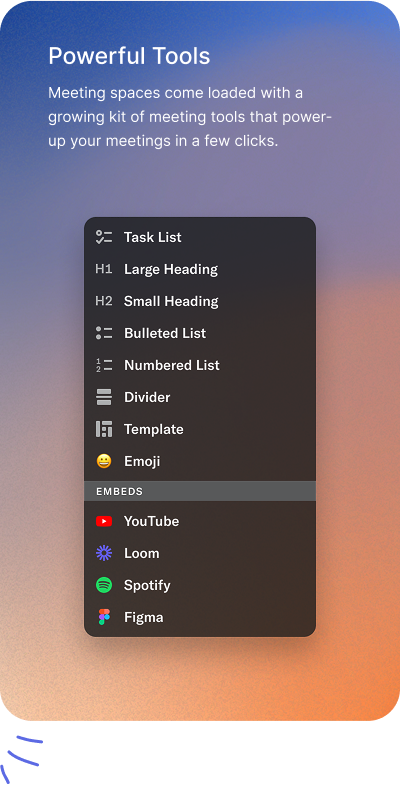 Powerful Tools
Meeting spaces come loaded with a
growing kit of meeting tools that power-
up your meetings in a few clicks.
Task List
H1 Large Heading
H2 Small Heading
Bulleted List
1 2 Numbered List
Divider
Template
Emoji
EMBEDS
YouTube
Loom
Spotify
Figma